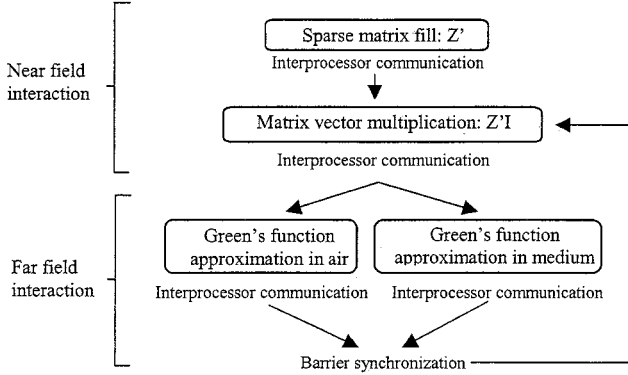 Sparse matrix fill: Z'
Interprocessor communication
Near field
interaction
Matrix vector multiplication: Z'I
Interprocessor communication
Green's function
approximation in air
Green's function
approximation in medium
Far field
interaction
Interprocessor communication
Interprocessor communication
Barrier synchronization